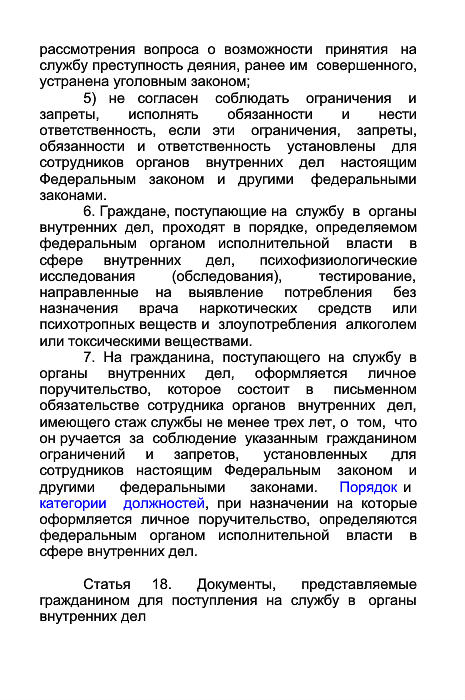 рассмотрения вопроса о возможности принятия на
службу преступность деяния, ранее им совершенного,
устранена уголовным законом;
5) не согласен соблюдать ограничения и
запреты, исполнять обязанности и нести
ответственность, если эти ограничения, запреты,
обязанности и ответственность установлены для
сотрудников органов внутренних дел настоящим
Федеральным законом и другими федеральными
законами.
6. Граждане, поступающие на службу в органы
внутренних дел, проходят в порядке, определяемом
федеральным органом исполнительной власти в
сфере внутренних дел, психофизиологические
исследования (обследования), тестирование,
направленные на выявление потребления без
назначения врача наркотических средств или
психотропных веществ и злоупотребления алкоголем
или токсическими веществами.
7. На гражданина, поступающего на службу в
органы внутренних дел, оформляется личное
поручительство, которое состоит в письменном
обязательстве сотрудника органов внутренних дел,
имеющего стаж службы не менее трех лет, о том, что
он ручается за соблюдение указанным гражданином
ограничений и запретов, установленных для
сотрудников настоящим Федеральным законом и
другими федеральными законами. Порядок и
категории должностей, при назначении на которые
оформляется личное поручительство, определяются
федеральным органом исполнительной власти в
сфере внутренних дел.
Статья 18. Документы, представляемые
гражданином для поступления на службу в органы
внутренних дел